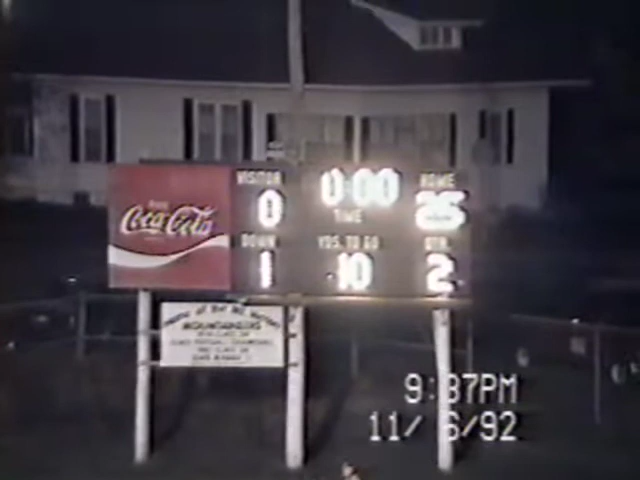 Coca-Cola
VISITOR 0:00 HOME
0 TIME 25
DOWN YDS. TO GO QTR.
1 10 2
MOUNTAINEERS
9:37PM
11/ 6/92